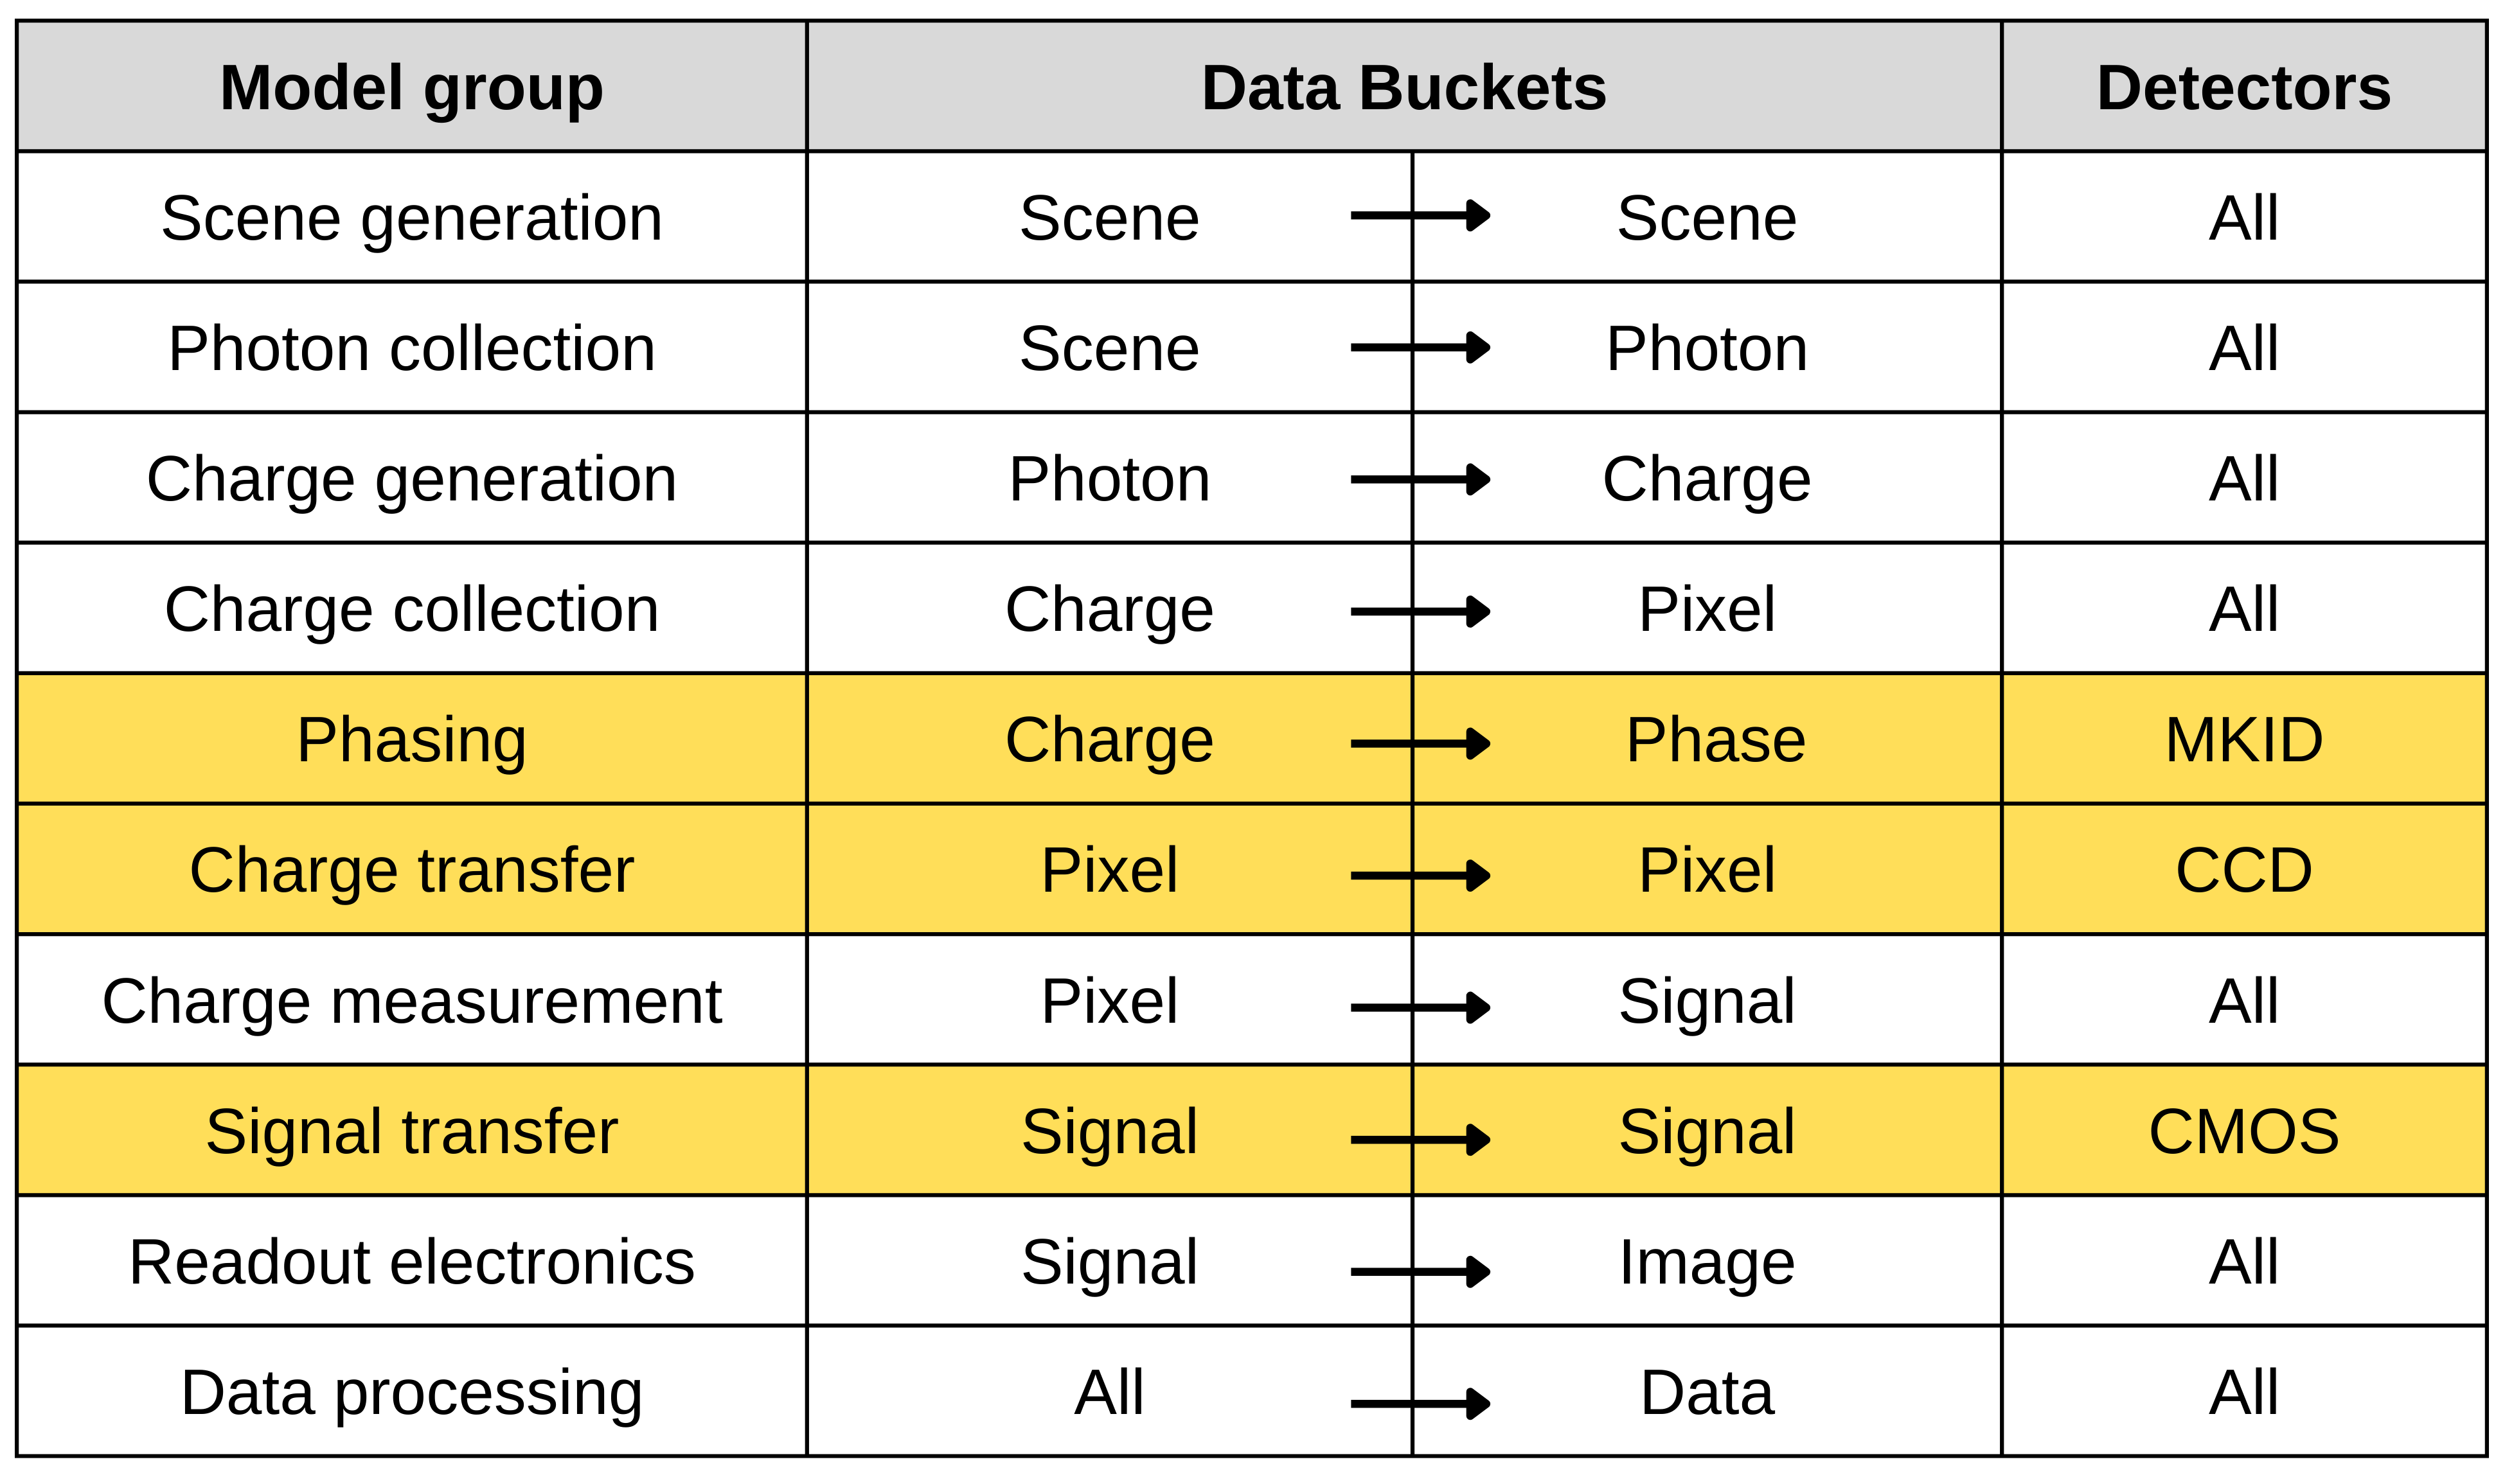 Model group Data Buckets Detectors
Scene generation Scene Scene All
Photon collection Scene Photon All
Charge generation Photon Charge All
Charge collection Charge Pixel All
Phasing Charge Phase MKID
Charge transfer Pixel Pixel CCD
Charge measurement Pixel Signal All
Signal transfer Signal Signal CMOS
Readout electronics Signal Image All
Data processing All Data All